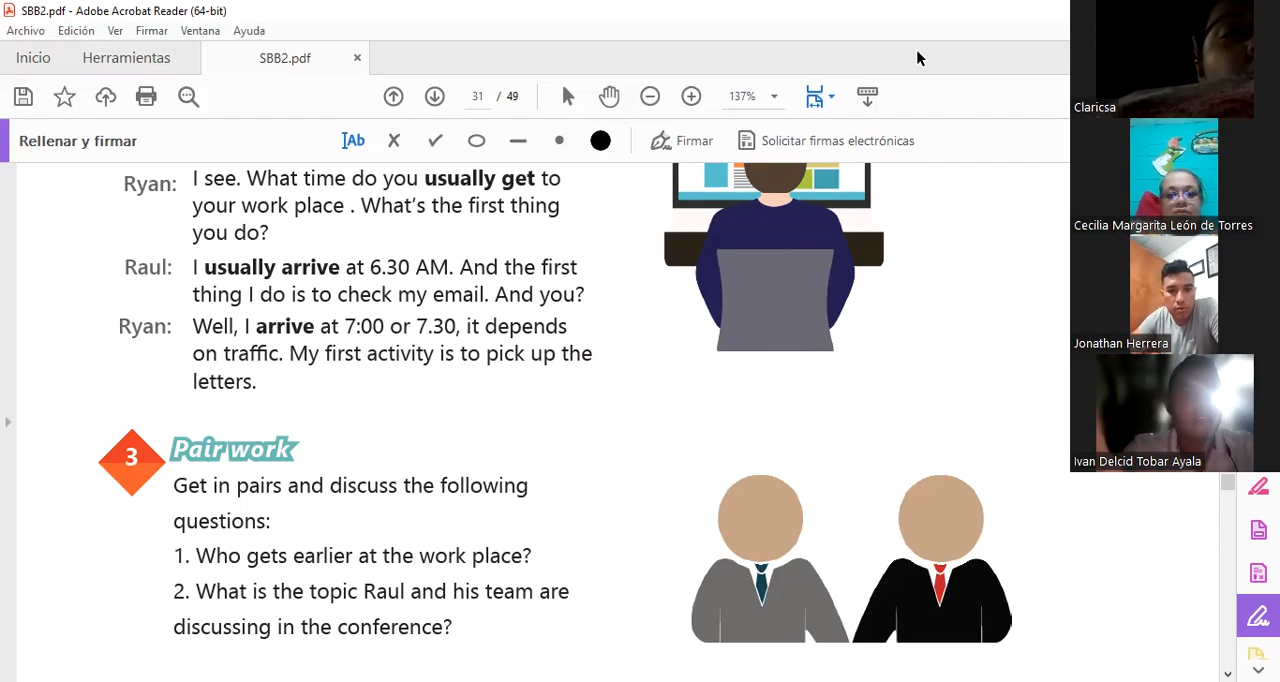 SBB2.pdf - Adobe Acrobat Reader (64-bit)
Archivo Edición Ver Firmar Ventana Ayuda
Inicio Herramientas SBB2.pdf ×
31 / 49 137%
Rellenar y firmar Ab Firmar Solicitar firmas electrónicas
Ryan: I see. What time do you usually get to
your work place . What's the first thing
you do?
Raul: I usually arrive at 6.30 AM. And the first
thing I do is to check my email. And you?
Ryan: Well, I arrive at 7:00 or 7.30, it depends
on traffic. My first activity is to pick up the
letters.
3 Pair work
Get in pairs and discuss the following
questions:
1. Who gets earlier at the work place?
2. What is the topic Raul and his team are
discussing in the conference?
Claricsa
Cecilia Margarita León de Torres
Jonathan Herrera
Ivan Delcid Tobar Ayala